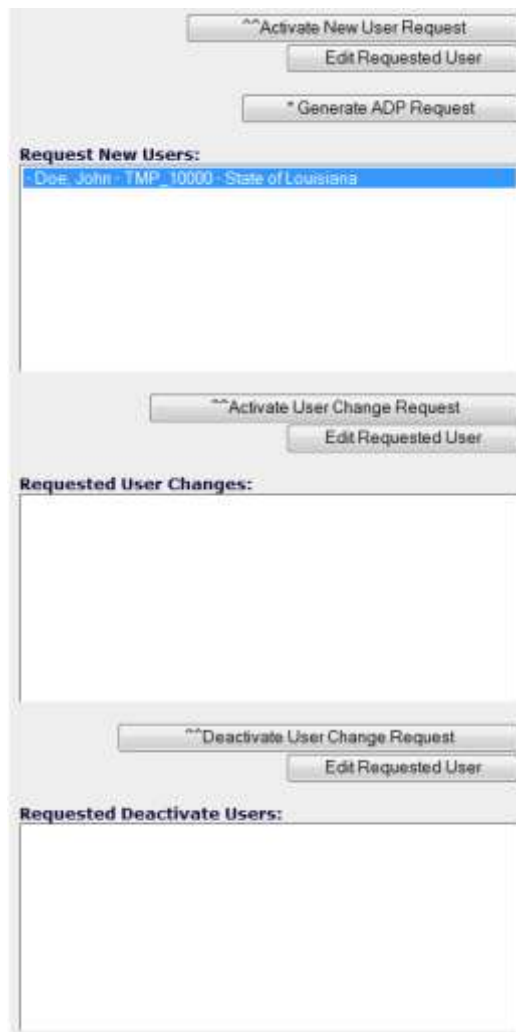 ^^Activate New User Request
Edit Requested User
* Generate ADP Request
Request New Users:
- Doe, John - TMP_10000 - State of Louisiana
^^Activate User Change Request
Edit Requested User
Requested User Changes:
^^Deactivate User Change Request
Edit Requested User
Requested Deactivate Users: